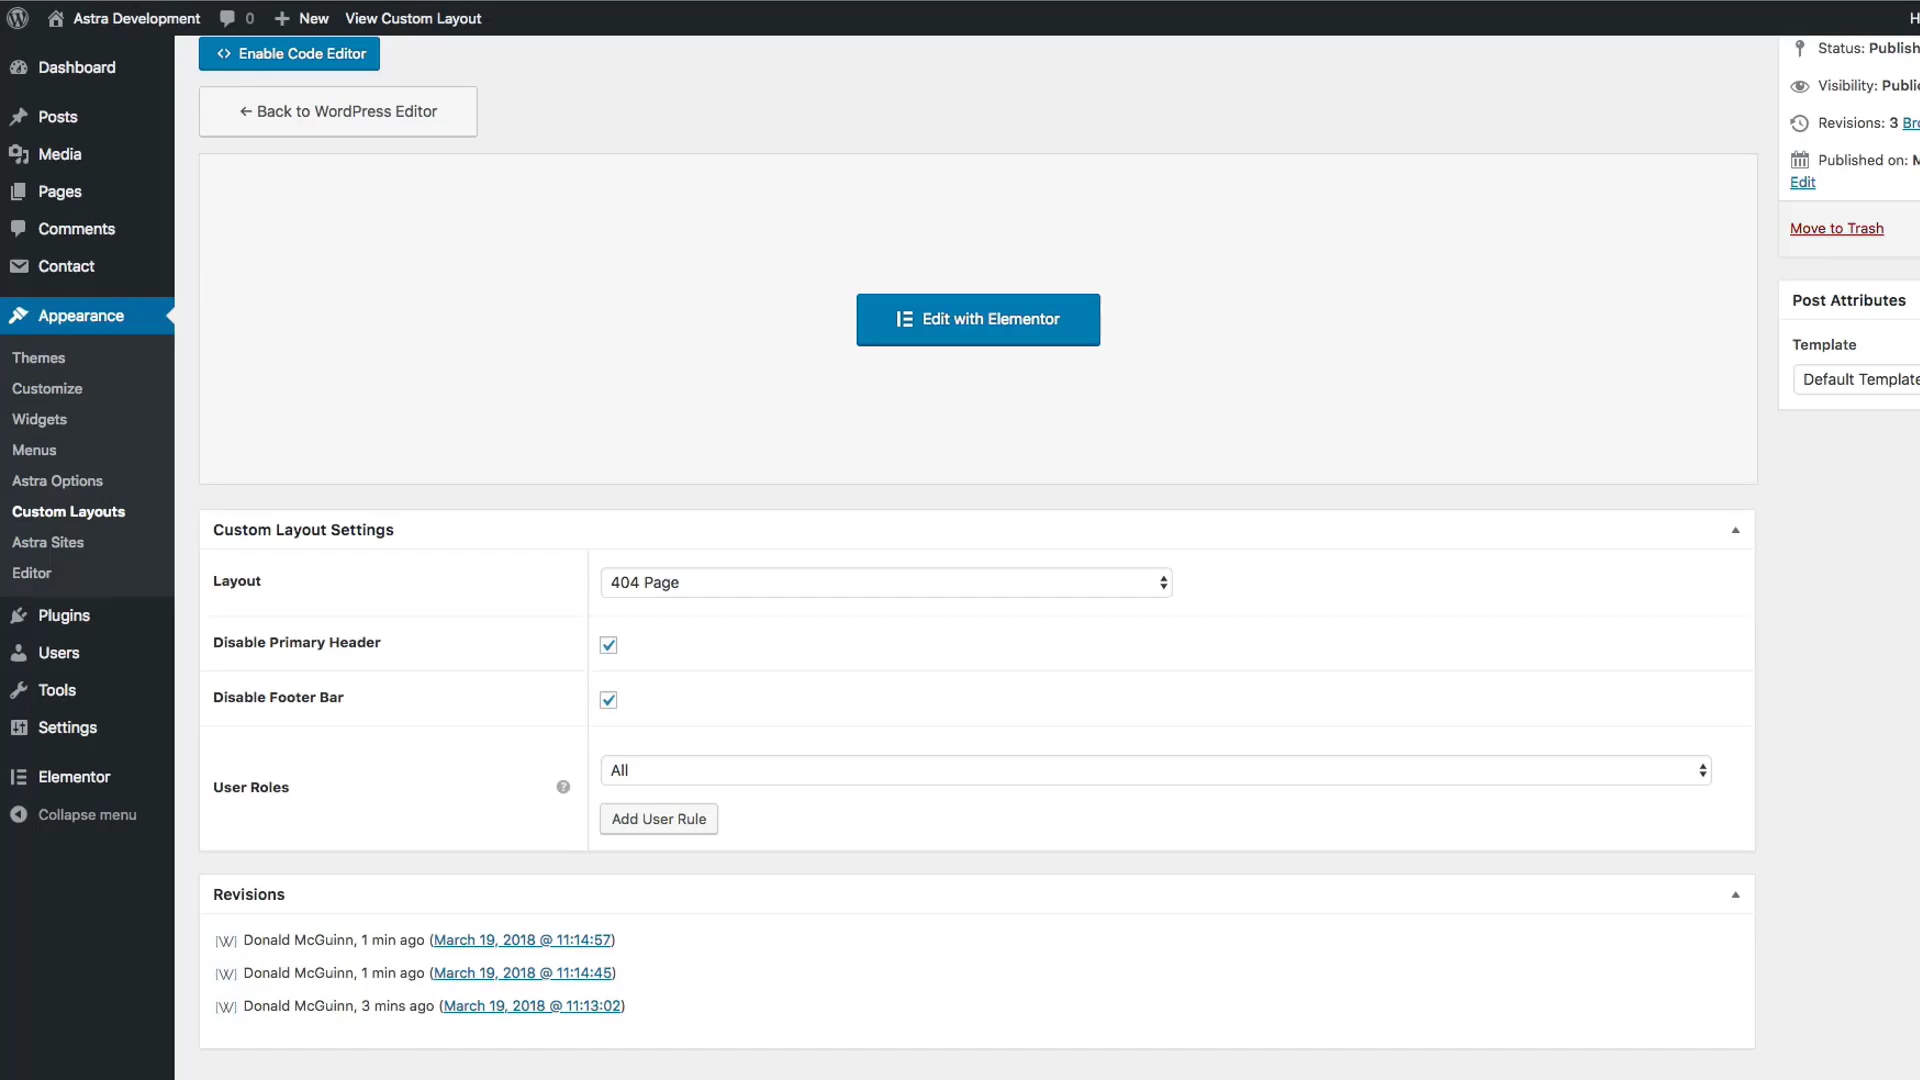 Astra Development
0
New
View Custom Layout
Dashboard
Posts
Media
Pages
Comments
Contact
Appearance
Themes
Customize
Widgets
Menus
Astra Options
Custom Layouts
Astra Sites
Editor
Plugins
Users
Tools
Settings
Elementor
Collapse menu
<> Enable Code Editor
← Back to WordPress Editor
Edit with Elementor
Custom Layout Settings
Layout
404 Page
Disable Primary Header
Disable Footer Bar
User Roles
All
Add User Rule
Revisions
Donald McGuinn, 1 min ago (March 19, 2018 @ 11:14:57)
Donald McGuinn, 1 min ago (March 19, 2018 @ 11:14:45)
Donald McGuinn, 3 mins ago (March 19, 2018 @ 11:13:02)
Status: Publish
Visibility: Public
Revisions: 3
Published on:
Edit
Move to Trash
Post Attributes
Template
Default Template